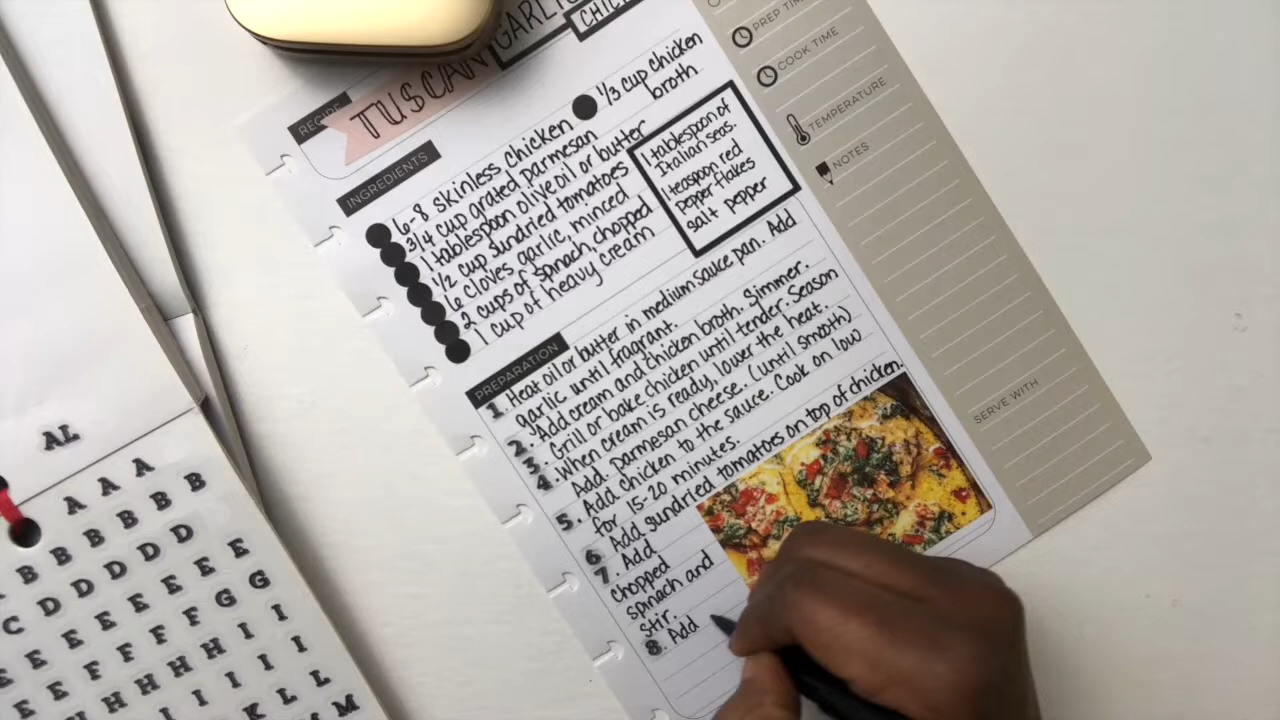 RECIPE
TUSCAN
GARLIC
INGREDIENTS
6-8 skinless chicken
3/4 cup grated parmesan
1 tablespoon olive oil or butter
1/2 cup sundried tomatoes
6 cloves garlic, minced
2 cups of spinach chopped
1 cup of heavy cream
1/3 cup chicken
broth
1 tablespoon of
Italian seas.
1 teaspoon red
pepper flakes
salt pepper
PREPARATION
1. Heat oil or butter in medium sauce pan. Add
garlic until fragrant.
2. Add cream and chicken broth. Simmer.
3. Grill or bake chicken until tender. Season
4. When cream is ready, lower the heat.
Add parmesan cheese. (until smooth)
5. Add chicken to the sauce. Cook on low
for 15-20 minutes.
6. Add sundried tomatoes on top of chicken.
7. Add
chopped
spinach and
stir.
8. Add
PREP TIM
COOK TIME
TEMPERATURE
NOTES
SERVE WITH
AL
A A A
B B B B B
C D D D D D
E E E E E E
E F F F F G G
H H H H I I
I I I I
K L L
M